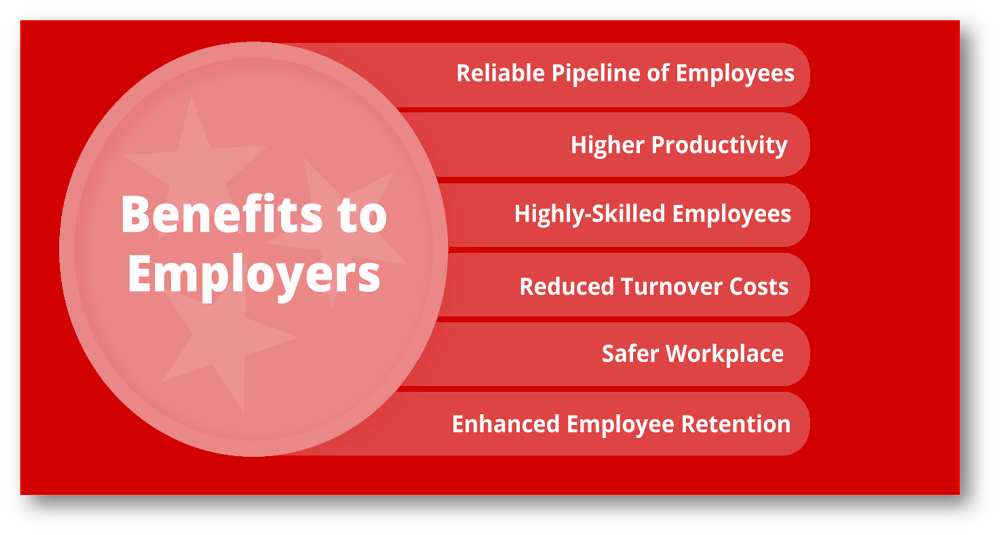 Benefits to
Employers
Reliable Pipeline of Employees
Higher Productivity
Highly-Skilled Employees
Reduced Turnover Costs
Safer Workplace
Enhanced Employee Retention